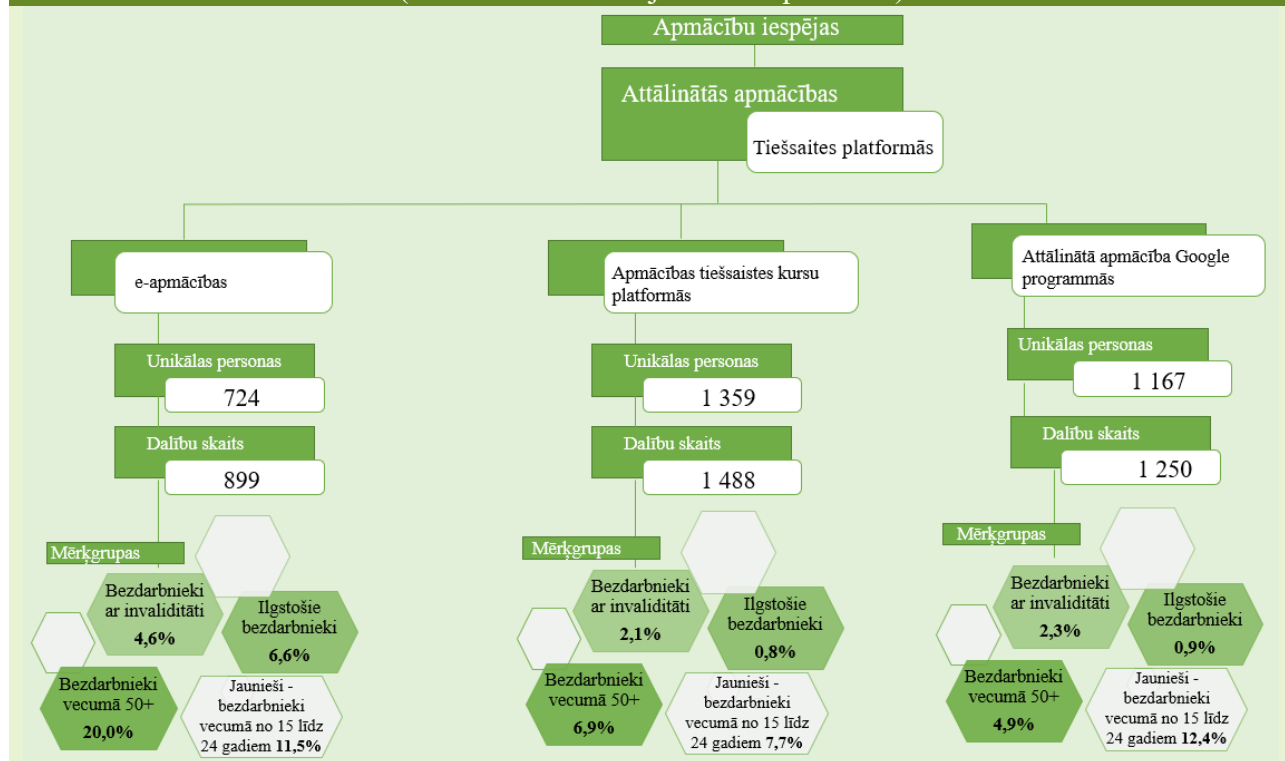 Apmācību iespējas
Attālinātās apmācības
Tiešsaites platformās
e-apmācības
Unikālas personas
724
Dalību skaits
899
Mērķgrupas
Bezdarbnieki
ar invaliditāti
4,6%
Ilgstošie
bezdarbnieki
6,6%
Bezdarbnieki
vecumā 50+
20,0%
Jaunieši -
bezdarbnieki
vecumā no 15 līdz
24 gadiem 11,5%
Apmācības tiešsaistes kursu
platformās
Unikālas personas
1 359
Dalību skaits
1 488
Mērķgrupas
Bezdarbnieki
ar invaliditāti
2,1%
Ilgstošie
bezdarbnieki
0,8%
Bezdarbnieki
vecumā 50+
6,9%
Jaunieši -
bezdarbnieki
vecumā no 15 līdz
24 gadiem 7,7%
Attālinātā apmācība Google
programmās
Unikālas personas
1 167
Dalību skaits
1 250
Mērķgrupas
Bezdarbnieki
ar invaliditāti
2,3%
Ilgstošie
bezdarbnieki
0,9%
Bezdarbnieki
vecumā 50+
4,9%
Jaunieši -
bezdarbnieki
vecumā no 15 līdz
24 gadiem 12,4%